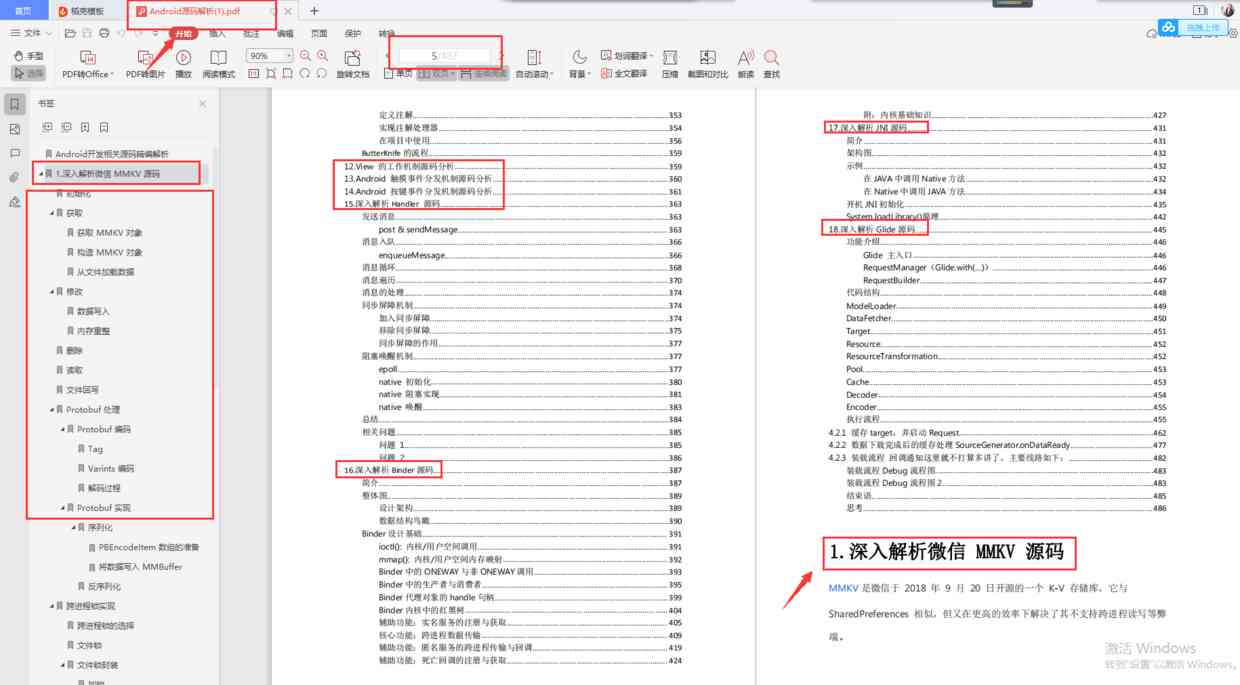 首页
稻壳模板
Android源码解析(1).pdf
文件
开始
插入
批注
编辑
页面
保护
转换
拖拽上传
手型
选择
PDF转Office
PDF转图片
播放
阅读模式
90%
旋转文档
5/487
单页
双页
连续阅读
自动滚动
背景
划词翻译
全文翻译
压缩
截图和对比
朗读
查找
书签
Android开发相关源码精编解析
1.深入解析微信 MMKV 源码
初始化
获取
获取 MMKV 对象
构造 MMKV 对象
从文件加载数据
修改
数据写入
内存重整
删除
读取
文件回写
Protobuf 处理
Protobuf 编码
Tag
Varints 编码
解码过程
Protobuf 实现
序列化
PBEncodeItem 数组的准备
将数据写入 MMBuffer
反序列化
跨进程锁实现
跨进程锁的选择
文件锁
文件锁封装
加锁
定义注解 353
实现注解处理器 354
在项目中使用 356
ButterKnife 的流程 359
12.View 的工作机制源码分析 359
13.Android 触摸事件分发机制源码分析 360
14.Android 按键事件分发机制源码分析 361
15.深入解析 Handler 源码 363
发送消息 363
post & sendMessage 363
消息入队 366
enqueueMessage 366
消息循环 368
消息遍历 370
消息的处理 374
同步屏障机制 374
加入同步屏障 374
移除同步屏障 375
同步屏障的作用 377
阻塞唤醒机制 377
epoll 377
native 初始化 380
native 阻塞实现 381
native 唤醒 383
总结 384
相关问题 385
问题 1 385
问题 2 386
16.深入解析 Binder 源码 387
简介 387
整体图 389
设计架构 389
数据结构鸟瞰 390
Binder 设计基础 391
ioctl(): 内核/用户空间调用 391
mmap(): 内核/用户空间内存映射 392
Binder 中的 ONEWAY 与非 ONEWAY 调用 393
Binder 中的生产者与消费者 395
Binder 代理对象的 handle 句柄 399
Binder 内核中的红黑树 404
辅助功能：实名服务的注册与获取 405
核心功能：跨进程数据传输 409
辅助功能：匿名服务的跨进程传输与回调 419
辅助功能：死亡回调的注册与获取 424
附：内核基础知识 427
17.深入解析 JNI 源码 431
简介 431
架构图 432
示例 432
在 JAVA 中调用 Native 方法 432
在 Native 中调用 JAVA 方法 434
开机 JNI 初始化 435
System.loadLibrary()原理 442
18.深入解析 Glide 源码 445
功能介绍 446
Glide 主入口 446
RequestManager（Glide.with(...)） 446
RequestBuilder 447
代码结构 448
ModelLoader 449
DataFetcher 450
Target 451
Resource 452
ResourceTransformation 452
Pool 453
Cache 453
Decoder 454
Encoder 455
执行流程 455
4.2.1 缓存 target，并启动 Request 462
4.2.2 数据下载完成后的缓存处理 SourceGenerator.onDataReady 477
4.2.3 装载流程 回调通知这里就不打算多讲了，主要线路如下： 482
装载流程 Debug 流程图 483
装载流程 Debug 流程图 2 483
结束语 485
思考 486
1.深入解析微信 MMKV 源码
MMKV 是微信于 2018 年 9 月 20 日开源的一个 K-V 存储库，它与
SharedPreferences 相似，但又在更高的效率下解决了其不支持跨进程读写等弊
端。
激活 Windows
转到"设置"以激活 Windows。